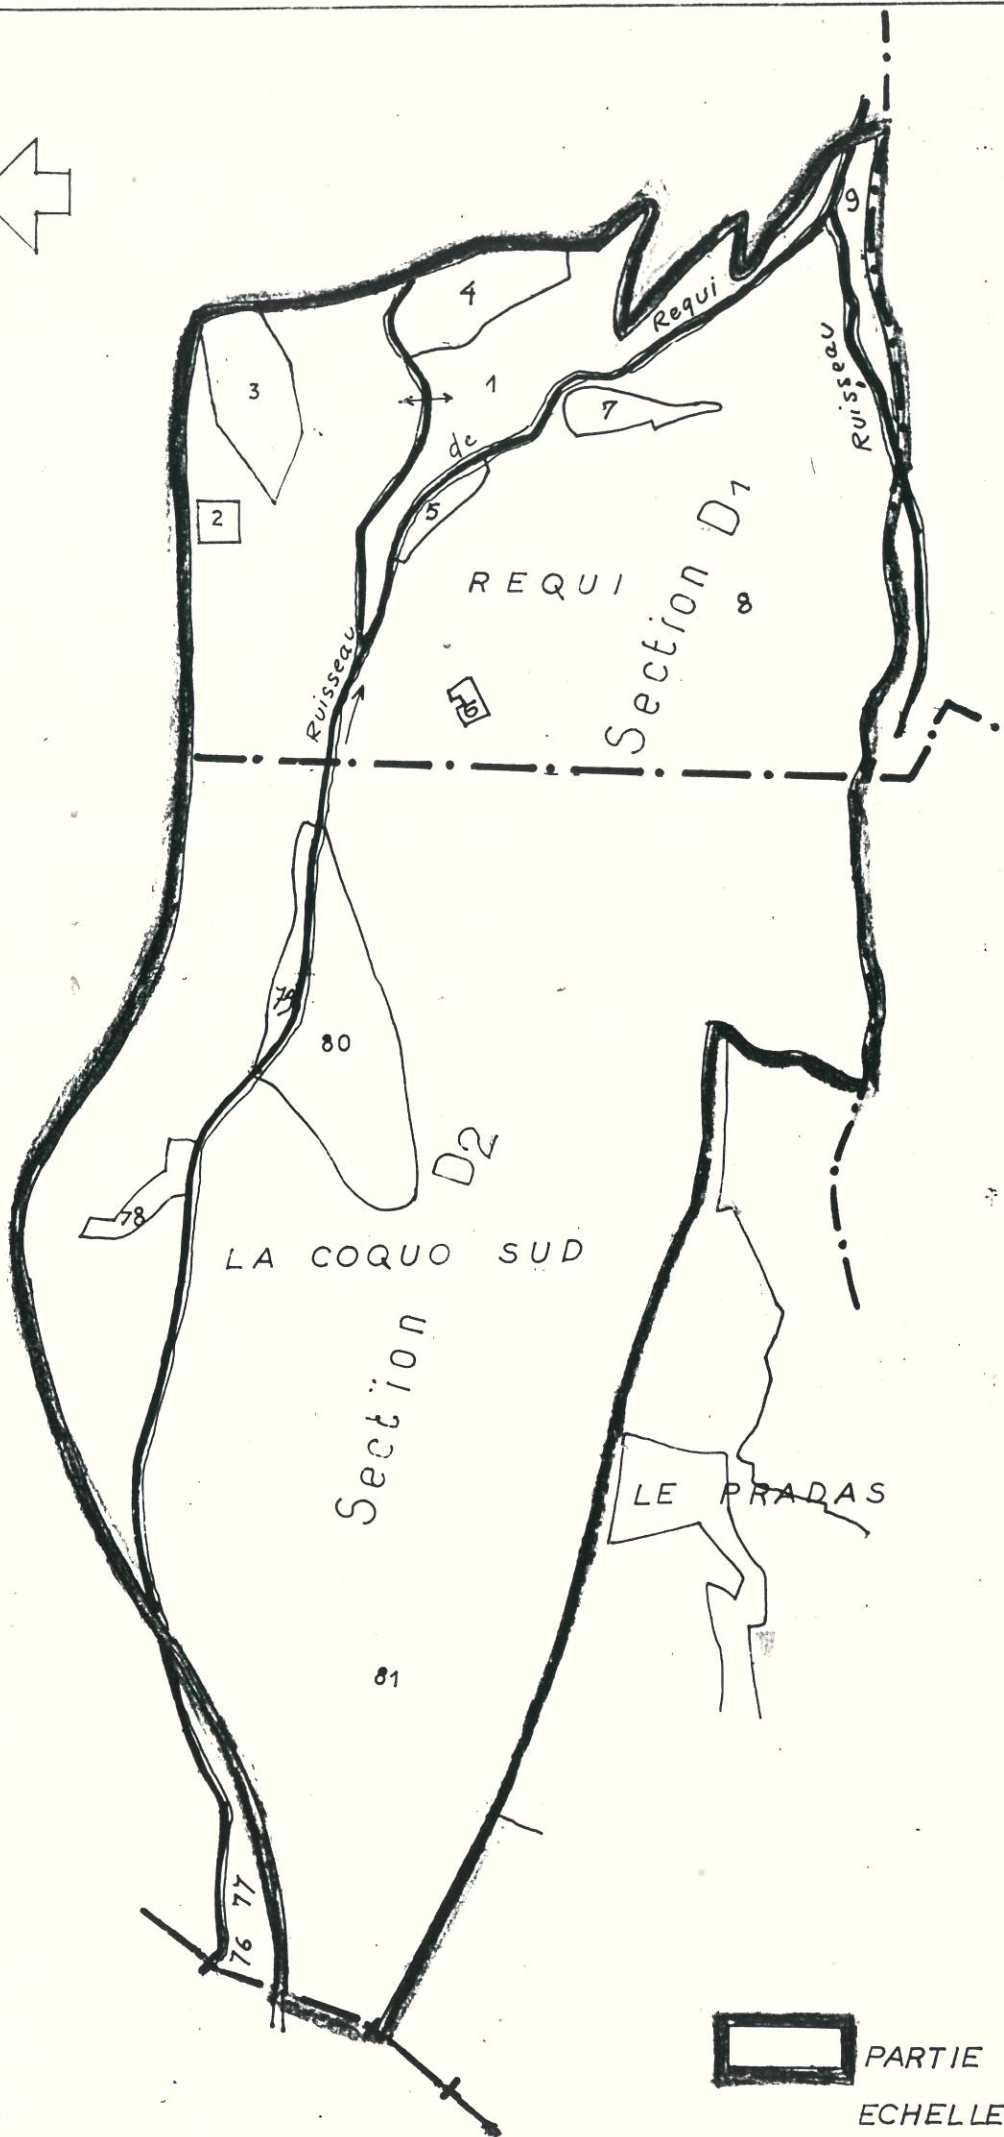 9
4
Requi
3
1
7
Ruisseau
de
2
5
REQUI
Section D1
8
Ruisseau
6
79
80
D2
78
LA COQUO SUD
Section
LE PRADAS
81
76 77
PARTIE
ECHELLE